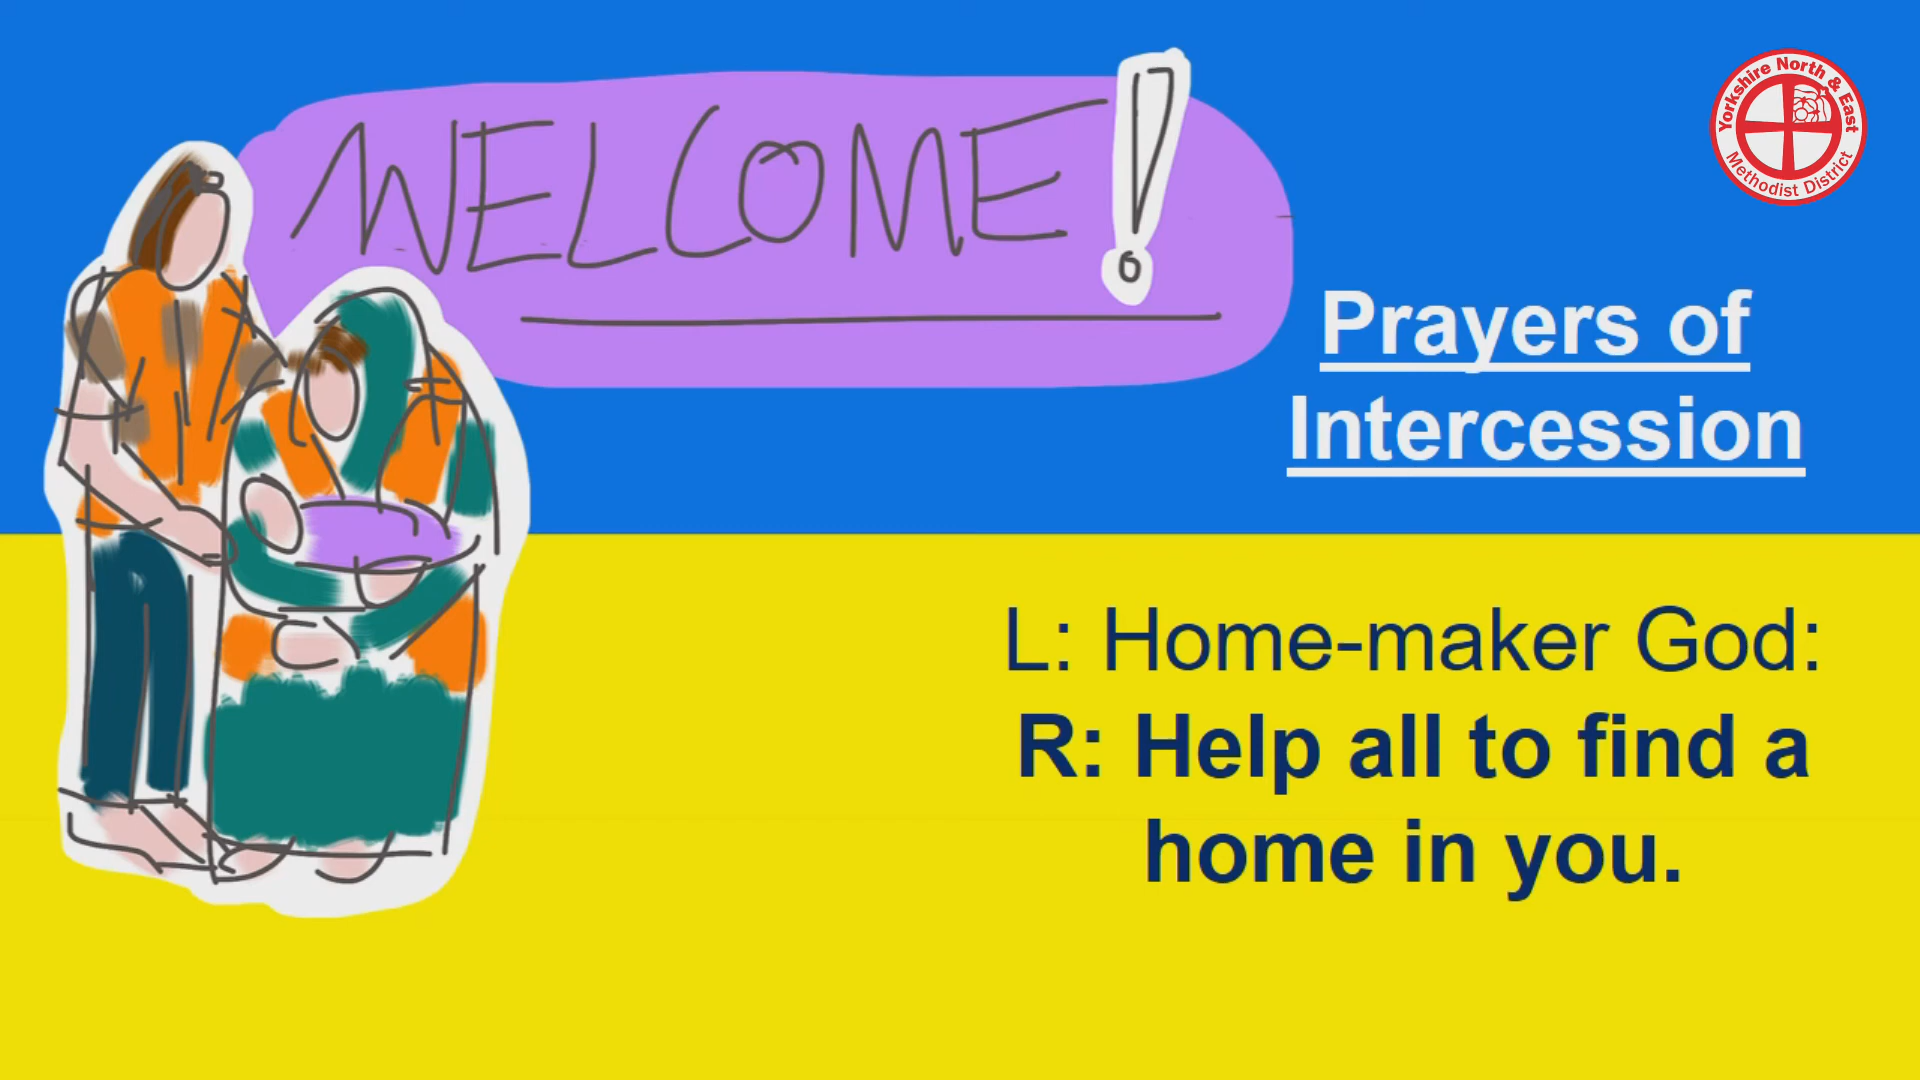 WELCOME!
Yorkshire North & East
Methodist District
Prayers of
Intercession
L: Home-maker God:
R: Help all to find a
home in you.